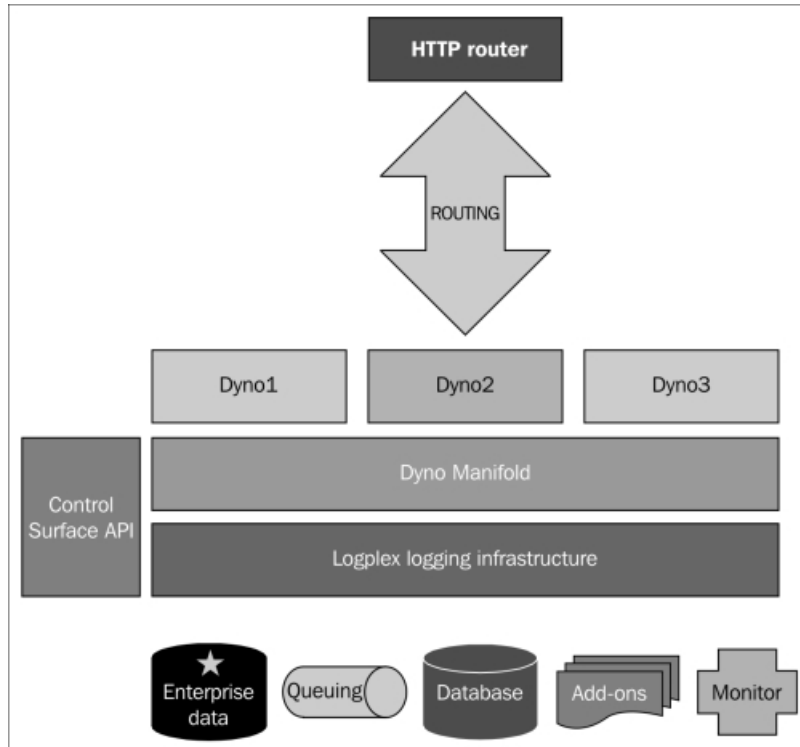 HTTP router
ROUTING
Dyno1
Dyno2
Dyno3
Control
Surface API
Dyno Manifold
Logplex logging infrastructure
Enterprise
data
Queuing
Database
Add-ons
Monitor